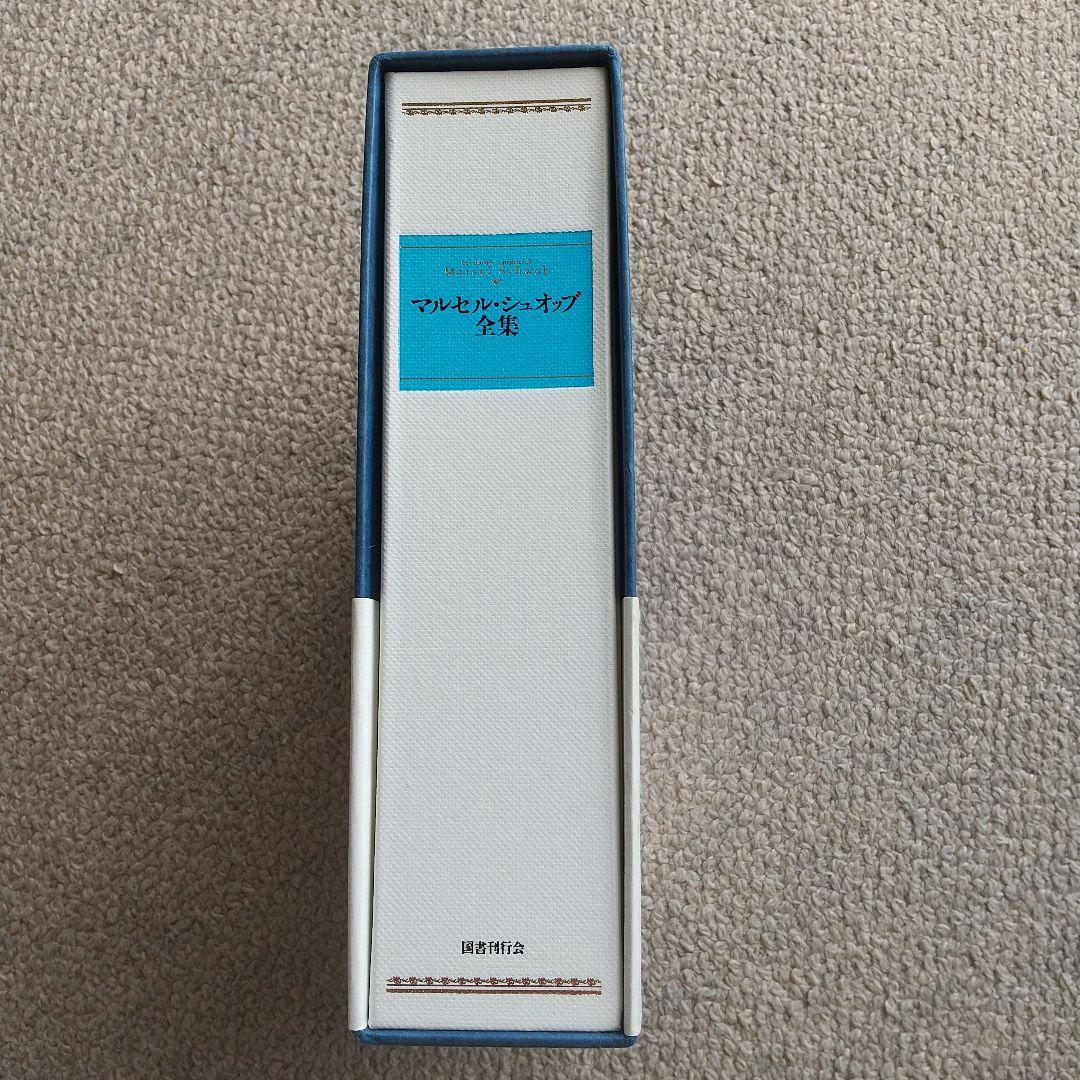 Marcel Schwob
マルセル・シュオッブ
全集
国書刊行会